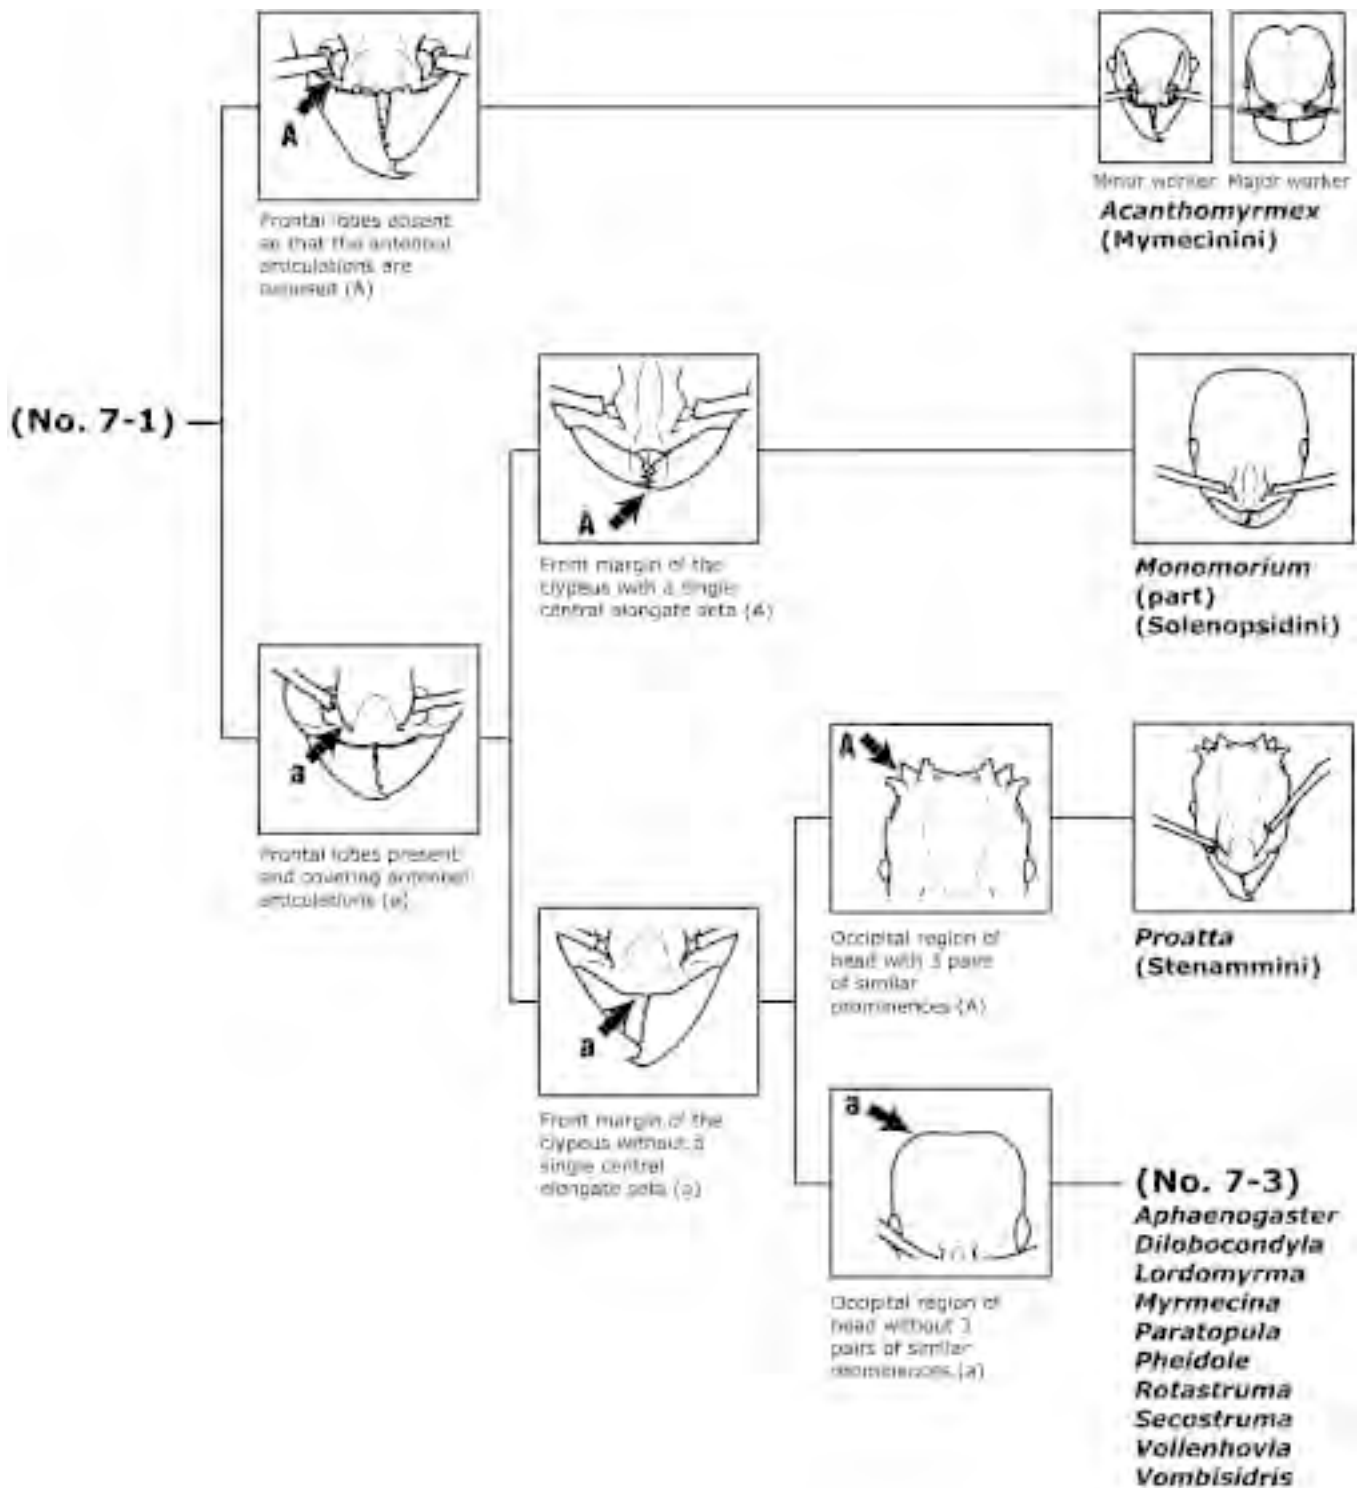 A
Minor worker Major worker
Acanthomyrmex
(Mymecinini)
Frontal lobes absent
so that the antennal
articulations are
exposed (A)
(No. 7-1)
A
Front margin of the
clypeus with a single
central elongate seta (A)
Monomorium
(part)
(Solenopsidini)
a
Frontal lobes present
and covering antennal
articulations (a)
A
Occipital region of
head with 3 pairs
of similar
prominences (A)
Proatta
(Stenammini)
a
Front margin of the
clypeus without a
single central
elongate seta (a)
a
Occipital region of
head without 3
pairs of similar
prominences (a)
(No. 7-3)
Aphaenogaster
Dilobocondyla
Lordomyrma
Myrmecina
Paratopula
Pheidole
Rotastruma
Secostruma
Vollenhovia
Vombisidris